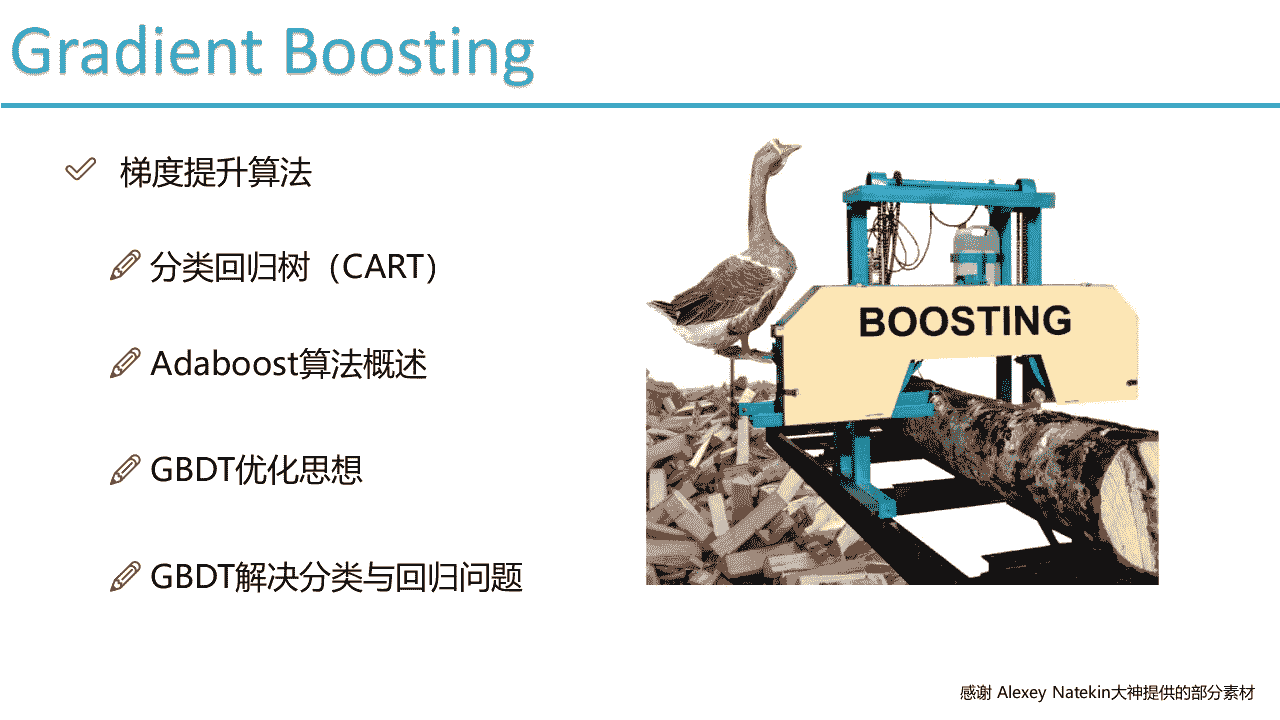 Gradient Boosting
梯度提升算法
分类回归树（CART）
Adaboost算法概述
GBDT优化思想
GBDT解决分类与回归问题
BOOSTING
感谢 Alexey Natekin大神提供的部分素材